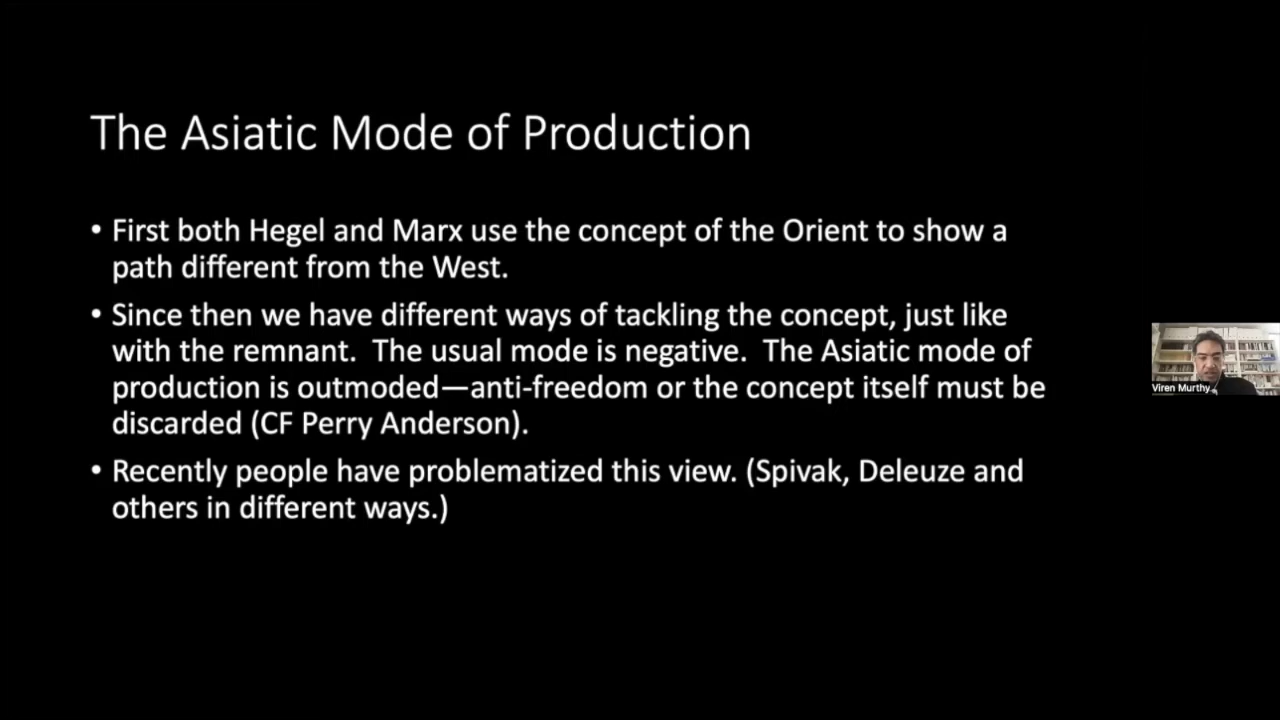 The Asiatic Mode of Production
• First both Hegel and Marx use the concept of the Orient to show a
path different from the West.
• Since then we have different ways of tackling the concept, just like
with the remnant.  The usual mode is negative.  The Asiatic mode of
production is outmoded—anti-freedom or the concept itself must be
discarded (CF Perry Anderson).
• Recently people have problematized this view. (Spivak, Deleuze and
others in different ways.)
Viren Murthy